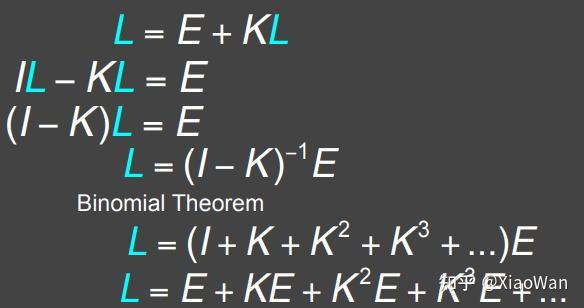 L = E + KL
IL – KL = E
(I – K)L = E
L = (I – K)⁻¹E
Binomial Theorem
L = (I + K + K² + K³ + ...)E
L = E + KE + K²E + K³E + ...
知乎 @XiaoWan